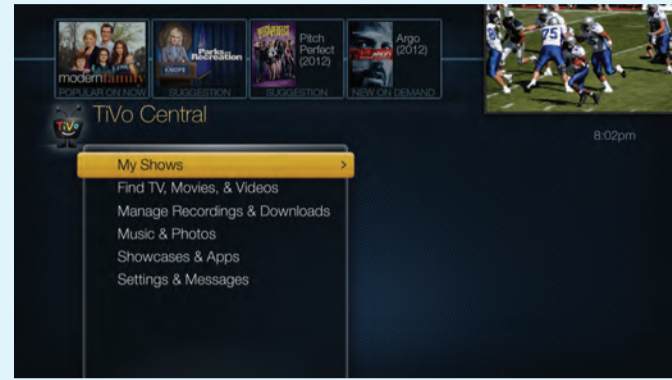 modern family
POPULAR ON NOW
Parks and Recreation
KNOPE
SUGGESTION
Pitch
Perfect
(2012)
SUGGESTION
Argo
(2012)
NEW ON DEMAND
75
TiVo
TiVo Central
8:02pm
My Shows >
Find TV, Movies, & Videos
Manage Recordings & Downloads
Music & Photos
Showcases & Apps
Settings & Messages